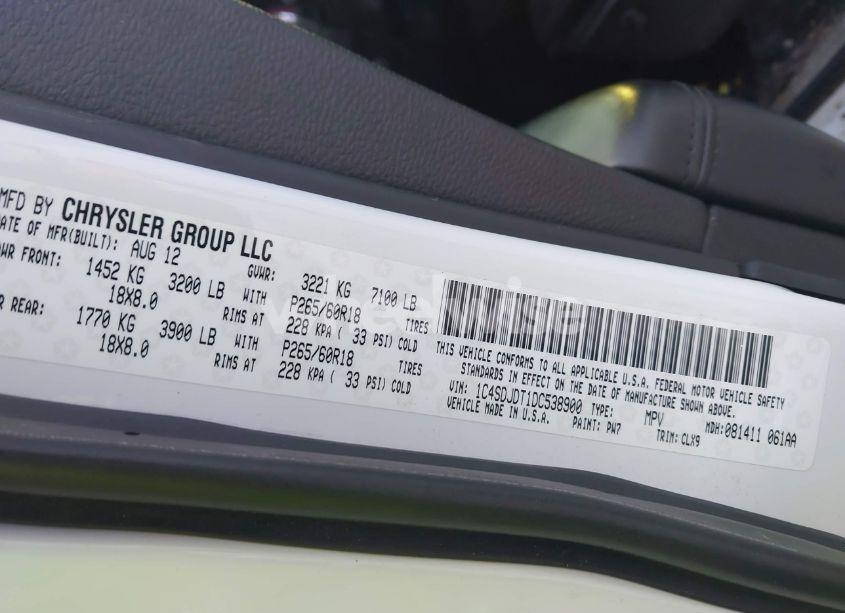 MFD BY CHRYSLER GROUP LLC
DATE OF MFR(BUILT): AUG 12 GVWR: 3221 KG 7100 LB
FRONT: 1452 KG 3200 LB WITH P265/60R18 TIRES
18X8.0 RIMS AT 228 KPA ( 33 PSI) COLD
REAR: 1770 KG 3900 LB WITH P265/60R18 TIRES
18X8.0 RIMS AT 228 KPA ( 33 PSI) COLD
THIS VEHICLE CONFORMS TO ALL APPLICABLE U.S.A. FEDERAL MOTOR VEHICLE SAFETY
STANDARDS IN EFFECT ON THE DATE OF MANUFACTURE SHOWN ABOVE.
VIN: 1C4SDJDT1DC538900 TYPE: MPV MDH:081411 061AA
VEHICLE MADE IN U.S.A. PAINT: PW7 TRIM: CLX9